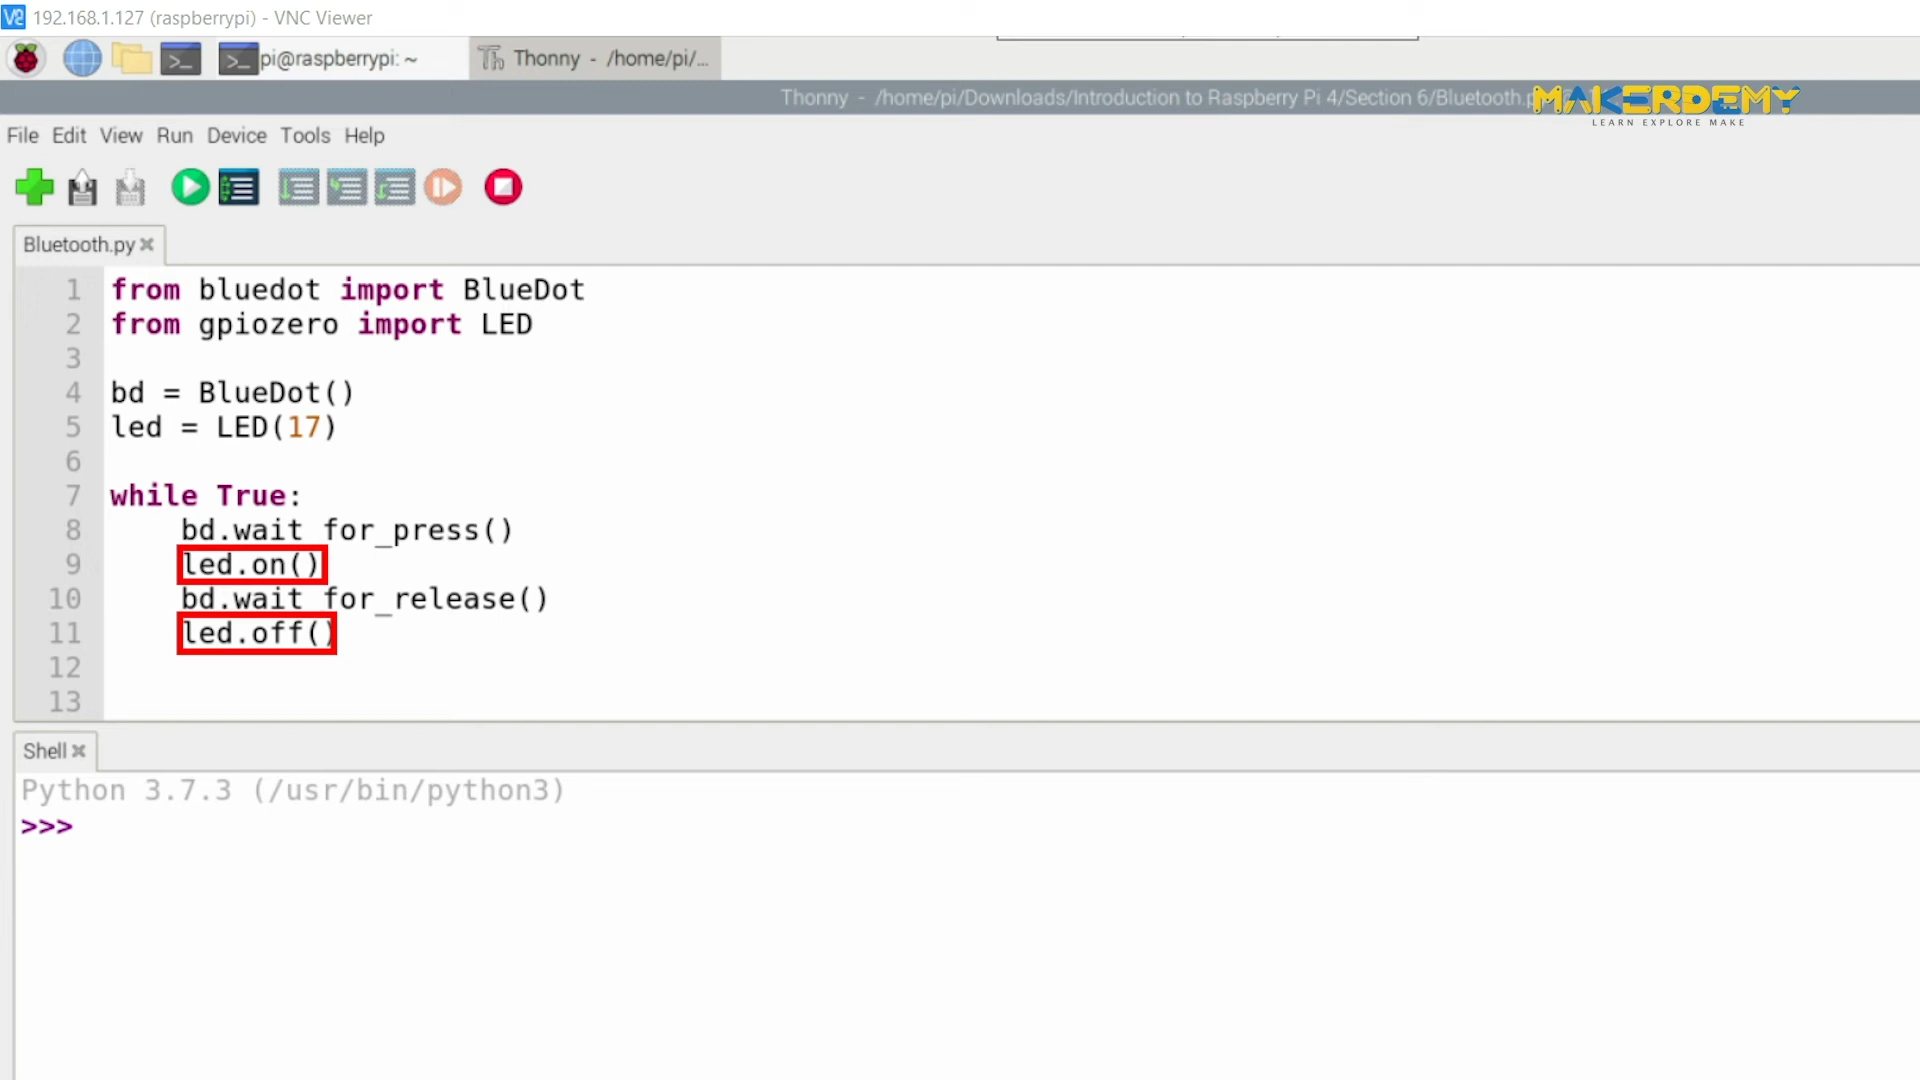 192.168.1.127 (raspberrypi) - VNC Viewer
pi@raspberrypi: ~
Thonny - /home/pi/...
Thonny - /home/pi/Downloads/Introduction to Raspberry Pi 4/Section 6/Bluetooth.
MAKERDEMY
LEARN EXPLORE MAKE
File Edit View Run Device Tools Help
Bluetooth.py
1 from bluedot import BlueDot
2 from gpiozero import LED
3
4 bd = BlueDot()
5 led = LED(17)
6
7 while True:
8 bd.wait for_press()
9 led.on()
10 bd.wait for_release()
11 led.off()
12
13
Shell
Python 3.7.3 (/usr/bin/python3)
>>>